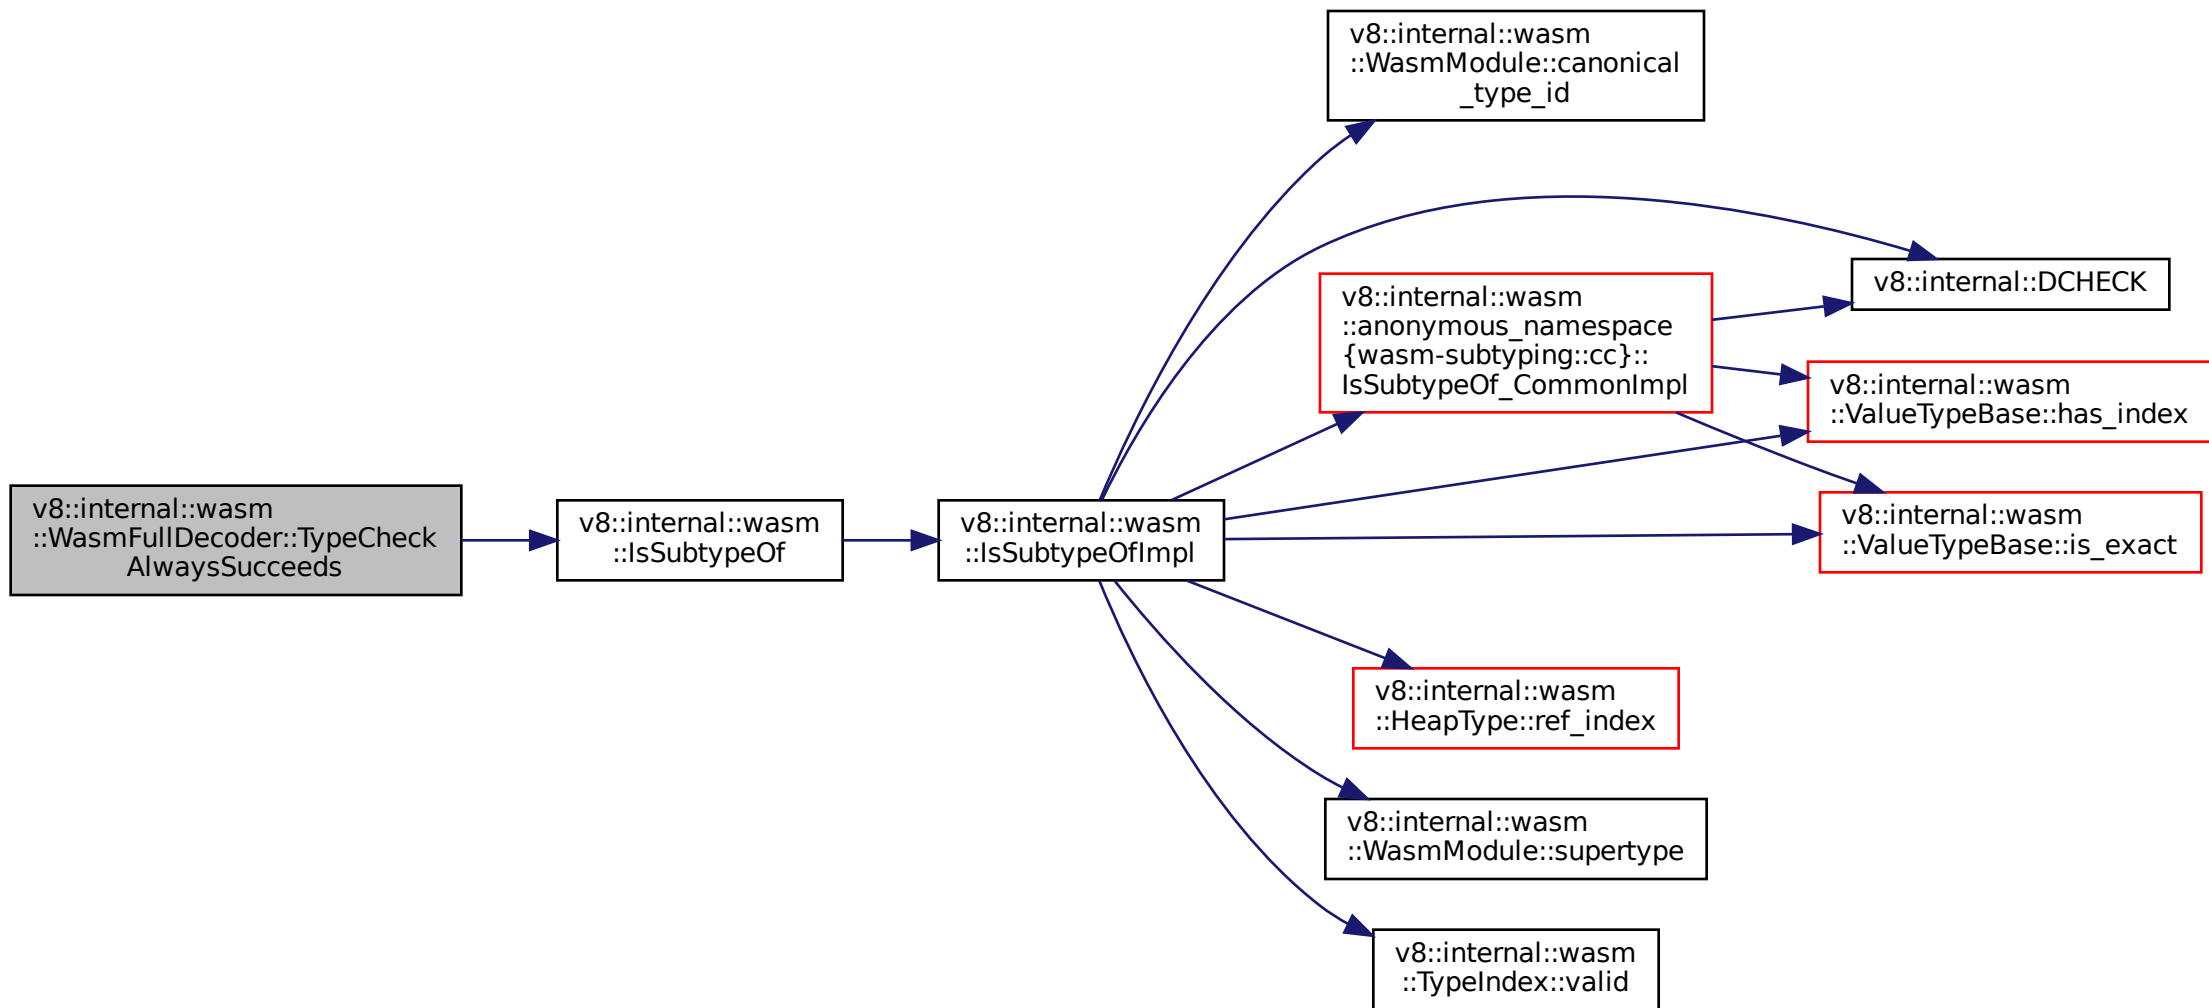 v8::internal::wasm
::WasmModule::canonical
_type_id
v8::internal::DCHECK
v8::internal::wasm
::anonymous_namespace
{wasm-subtyping::cc}::
IsSubtypeOf_CommonImpl
v8::internal::wasm
::ValueTypeBase::has_index
v8::internal::wasm
::WasmFullDecoder::TypeCheck
AlwaysSucceeds
v8::internal::wasm
::IsSubtypeOf
v8::internal::wasm
::IsSubtypeOfImpl
v8::internal::wasm
::ValueTypeBase::is_exact
v8::internal::wasm
::HeapType::ref_index
v8::internal::wasm
::WasmModule::supertype
v8::internal::wasm
::TypeIndex::valid